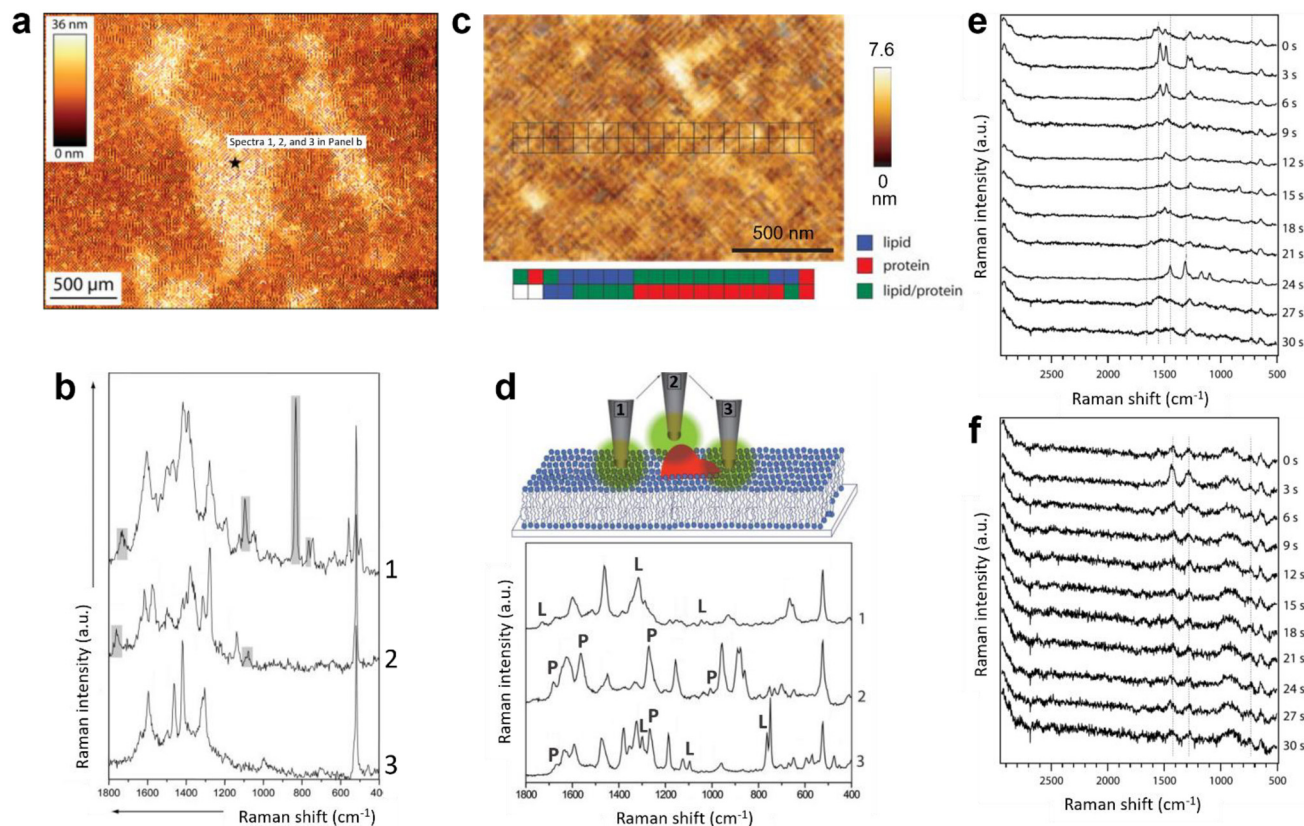 a
36 nm
0 nm
Spectra 1, 2, and 3 in Panel b
500 µm
b
Raman intensity (a.u.)
1
2
3
1800 1600 1400 1200 1000 800 600 400
Raman shift (cm-1)
c
7.6
0
nm
500 nm
lipid
protein
lipid/protein
d
1
2
3
Raman intensity (a.u.)
L
L
L
1
P
P
P
P
2
P
L
P
L
L
3
1800 1600 1400 1200 1000 800 600 400
Raman shift (cm-1)
e
Raman intensity (a.u.)
0 s
3 s
6 s
9 s
12 s
15 s
18 s
21 s
24 s
27 s
30 s
2500 2000 1500 1000 500
Raman shift (cm-1)
f
Raman intensity (a.u.)
0 s
3 s
6 s
9 s
12 s
15 s
18 s
21 s
24 s
27 s
30 s
2500 2000 1500 1000 500
Raman shift (cm-1)